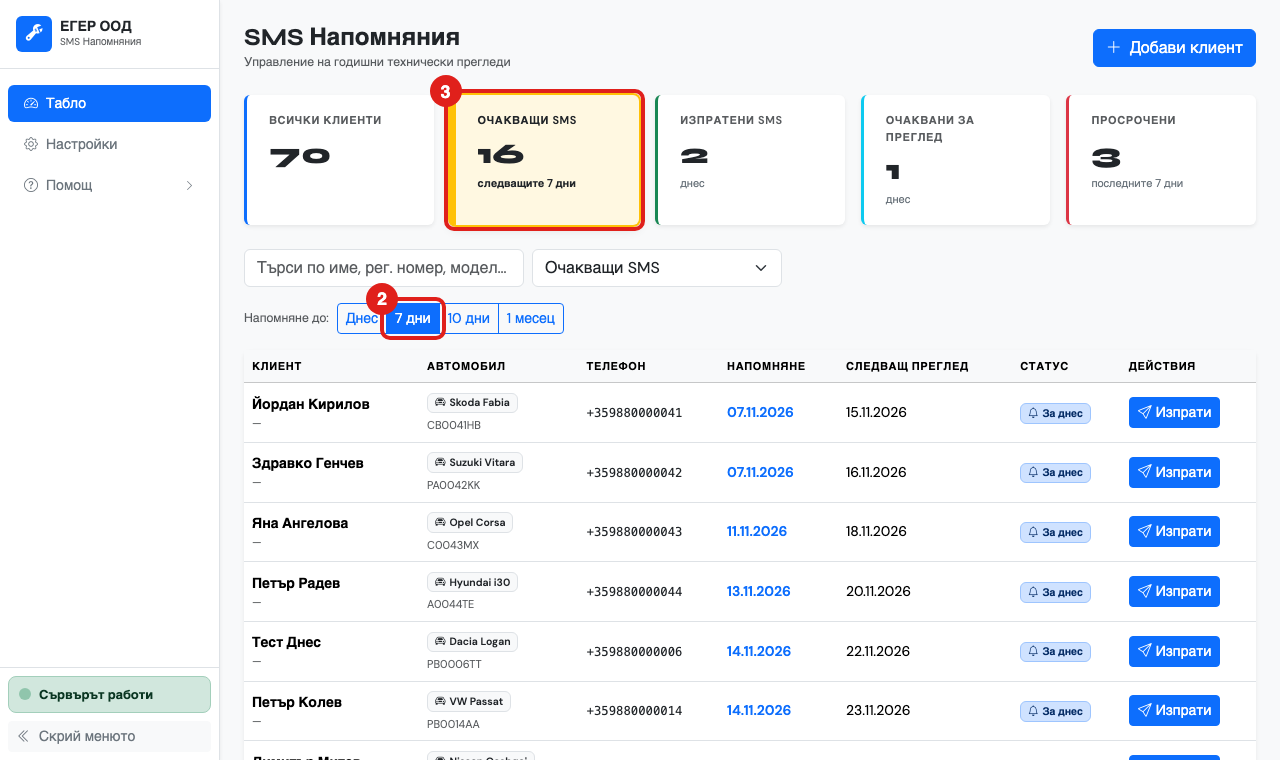 ЕГЕР ООД
SMS Напомняния
Табло
Настройки
Помощ
Сървърът работи
Скрий менюто
SMS Напомняния
Управление на годишни технически прегледи
Добави клиент
ВСИЧКИ КЛИЕНТИ
70
3
ОЧАКВАЩИ SMS
16
следващите 7 дни
ИЗПРАТЕНИ SMS
2
днес
ОЧАКВАНИ ЗА
ПРЕГЛЕД
1
днес
ПРОСРОЧЕНИ
3
последните 7 дни
Търси по име, рег. номер, модел...
Очакващи SMS
2
Напомняне до: Днес 7 дни 10 дни 1 месец
КЛИЕНТ АВТОМОБИЛ ТЕЛЕФОН НАПОМНЯНЕ СЛЕДВАЩ ПРЕГЛЕД СТАТУС ДЕЙСТВИЯ
Йордан Кирилов Skoda Fabia +359880000041 07.11.2026 15.11.2026 За днес Изпрати
— CB0041HB
Здравко Генчев Suzuki Vitara +359880000042 07.11.2026 16.11.2026 За днес Изпрати
— PA0042KK
Яна Ангелова Opel Corsa +359880000043 11.11.2026 18.11.2026 За днес Изпрати
— CO043MX
Петър Радев Hyundai i30 +359880000044 13.11.2026 20.11.2026 За днес Изпрати
— A0044TE
Тест Днес Dacia Logan +359880000006 14.11.2026 22.11.2026 За днес Изпрати
— PB0006TT
Петър Колев VW Passat +359880000014 14.11.2026 23.11.2026 За днес Изпрати
— PB0014AA